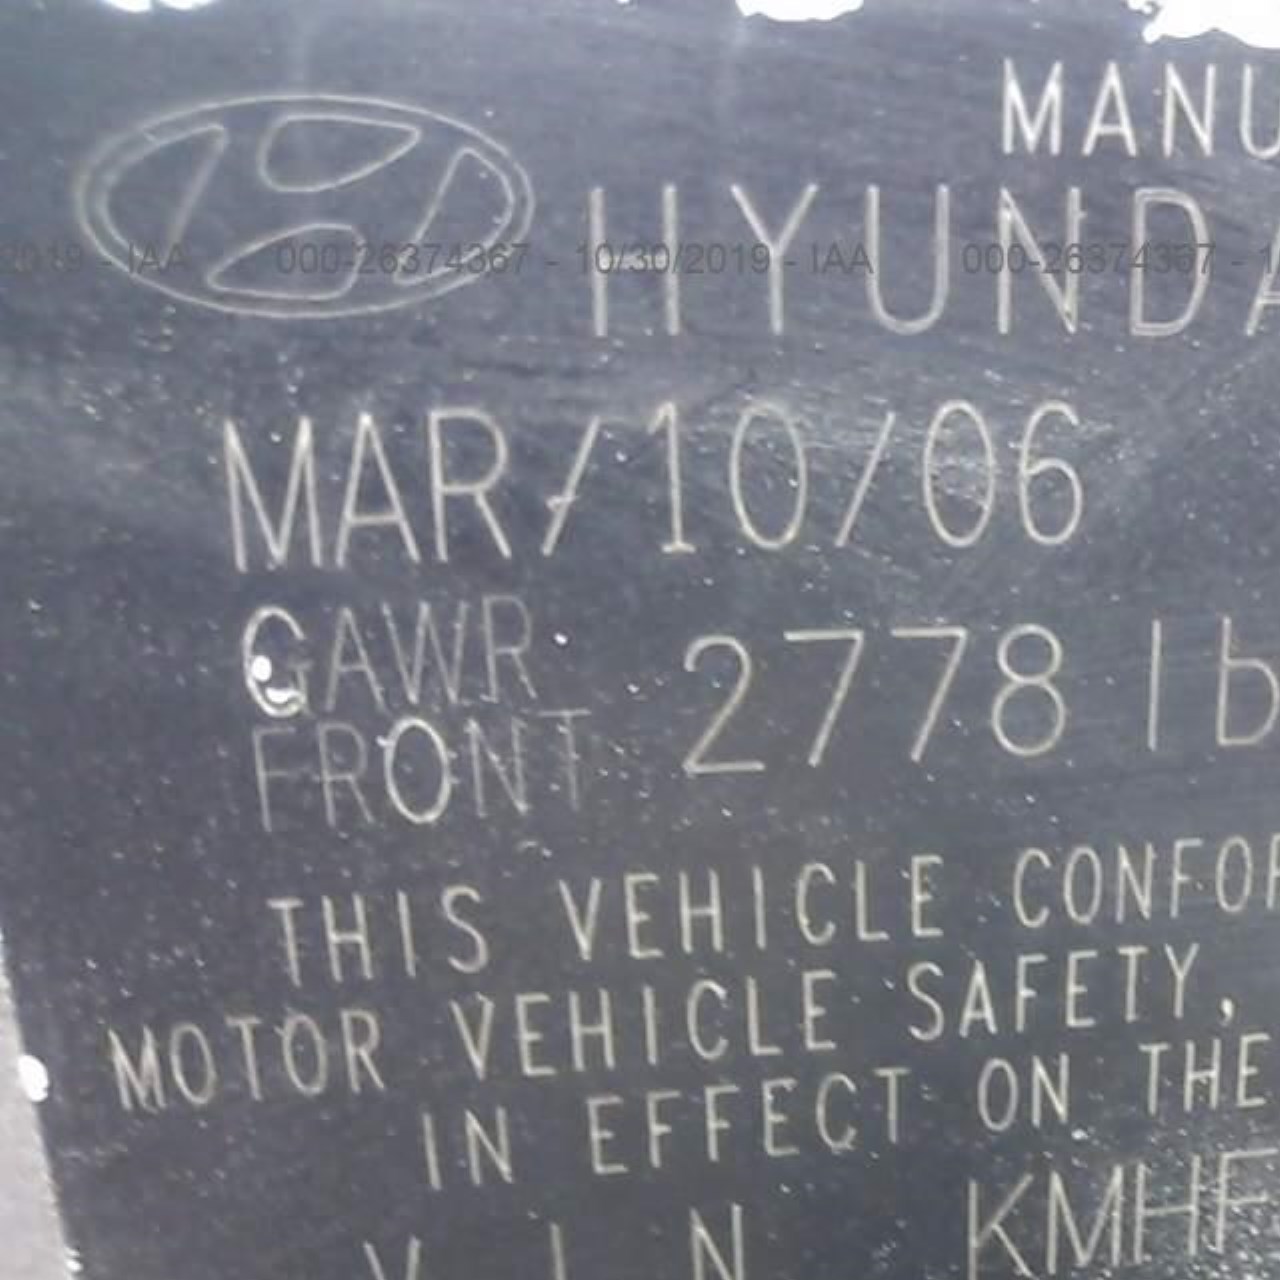 MANU
HYUNDA
2019 - IAA 000-26374367 - 10/30/2019 - IAA 000-26374367 - 1
MAR/10/06
GAWR
FRONT 2778 lb
THIS VEHICLE CONFOR
MOTOR VEHICLE SAFETY,
IN EFFECT ON THE
V I N KMHF